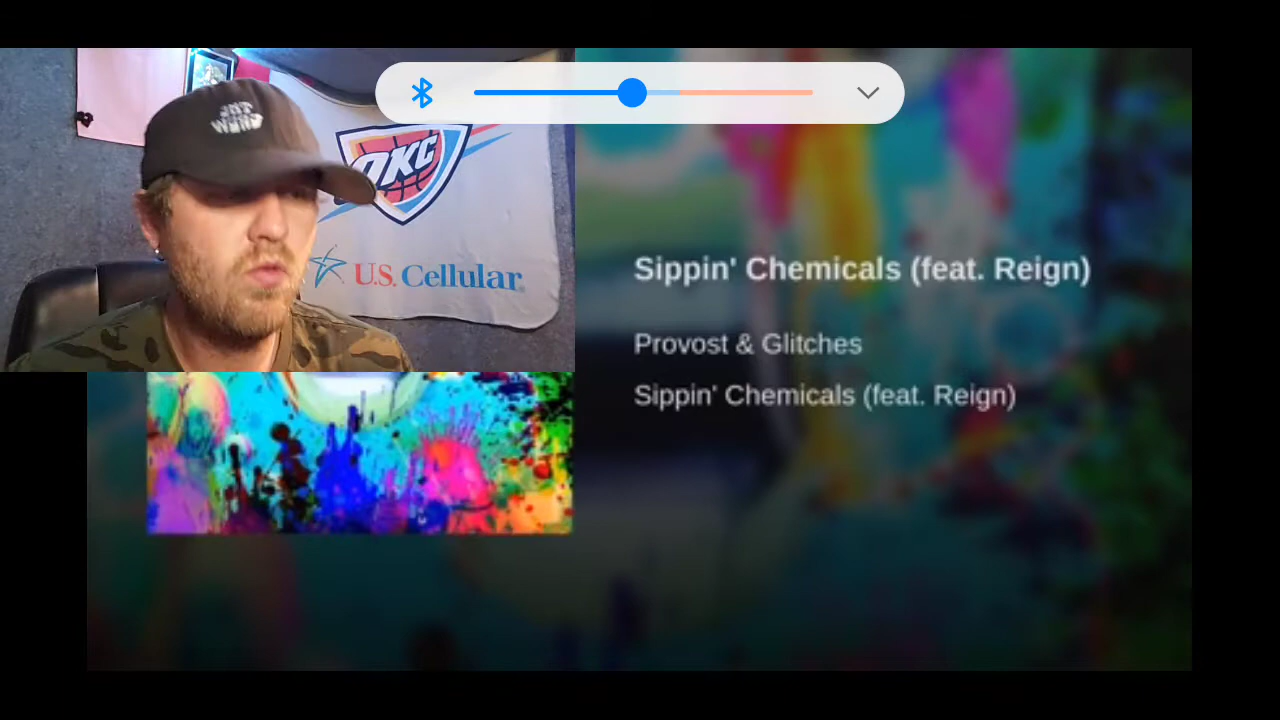 OKC
U.S. Cellular
Sippin' Chemicals (feat. Reign)
Provost & Glitches
Sippin' Chemicals (feat. Reign)